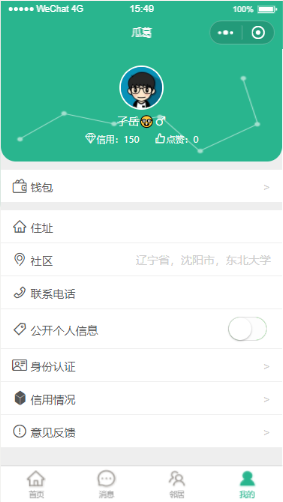 ●●●●● WeChat 4G 15:49 100%
瓜葛
子岳🤓♂
信用：150 点赞：0
钱包 >
住址
社区 辽宁省，沈阳市，东北大学
联系电话
公开个人信息
身份认证 >
信用情况 >
意见反馈 >
首页 消息 邻居 我的